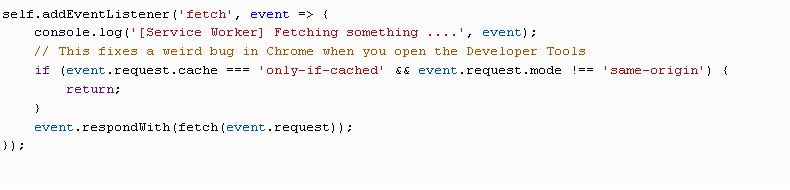 self.addEventListener('fetch', event => {
    console.log('[Service Worker] Fetching something ....', event);
    // This fixes a weird bug in Chrome when you open the Developer Tools
    if (event.request.cache === 'only-if-cached' && event.request.mode !== 'same-origin') {
        return;
    }
    event.respondWith(fetch(event.request));
});